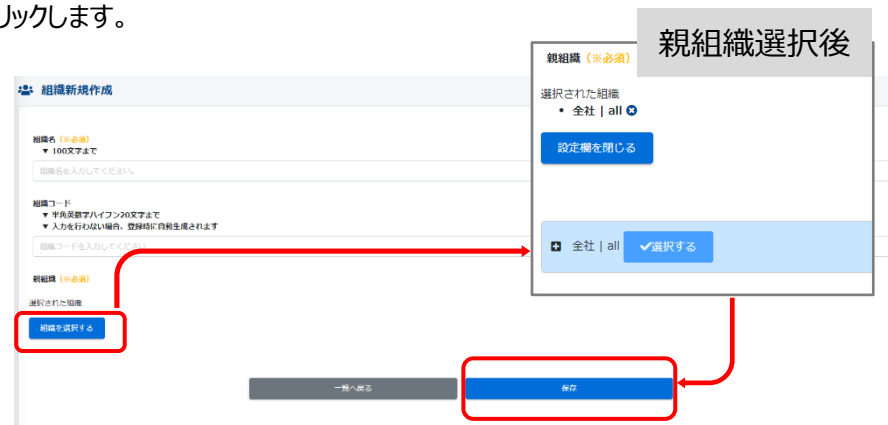 リックします。
親組織選択後
組織新規作成
組織名（※必須）
▼ 100文字まで
組織名を入力してください。
組織コード
▼ 半角英数字ハイフン20文字まで
▼ 入力を行わない場合、登録時に自動生成されます
組織コードを入力してください
親組織（※必須）
選択された組織
組織を選択する
一覧へ戻る
保存
親組織（※必須）
選択された組織
• 全社 | all
設定欄を閉じる
全社 | all ✓選択する